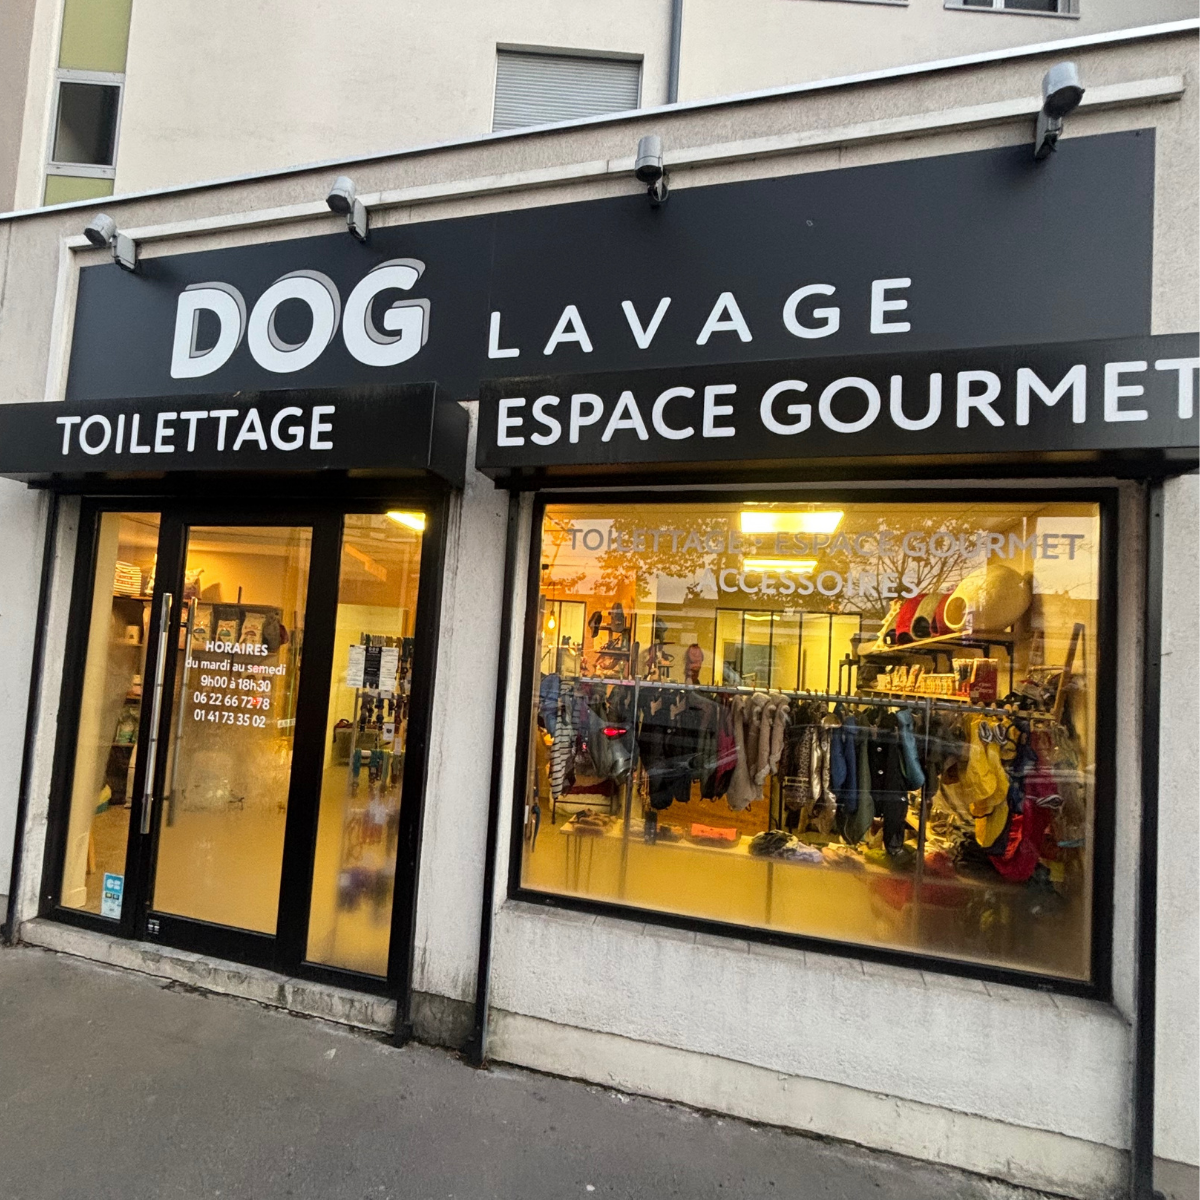 DOG LAVAGE
TOILETTAGE
ESPACE GOURMET
TOILETTAGE • ESPACE GOURMET
ACCESSOIRES
HORAIRES
du mardi au samedi
9h00 à 18h30
06 22 66 72 78
01 41 73 35 02